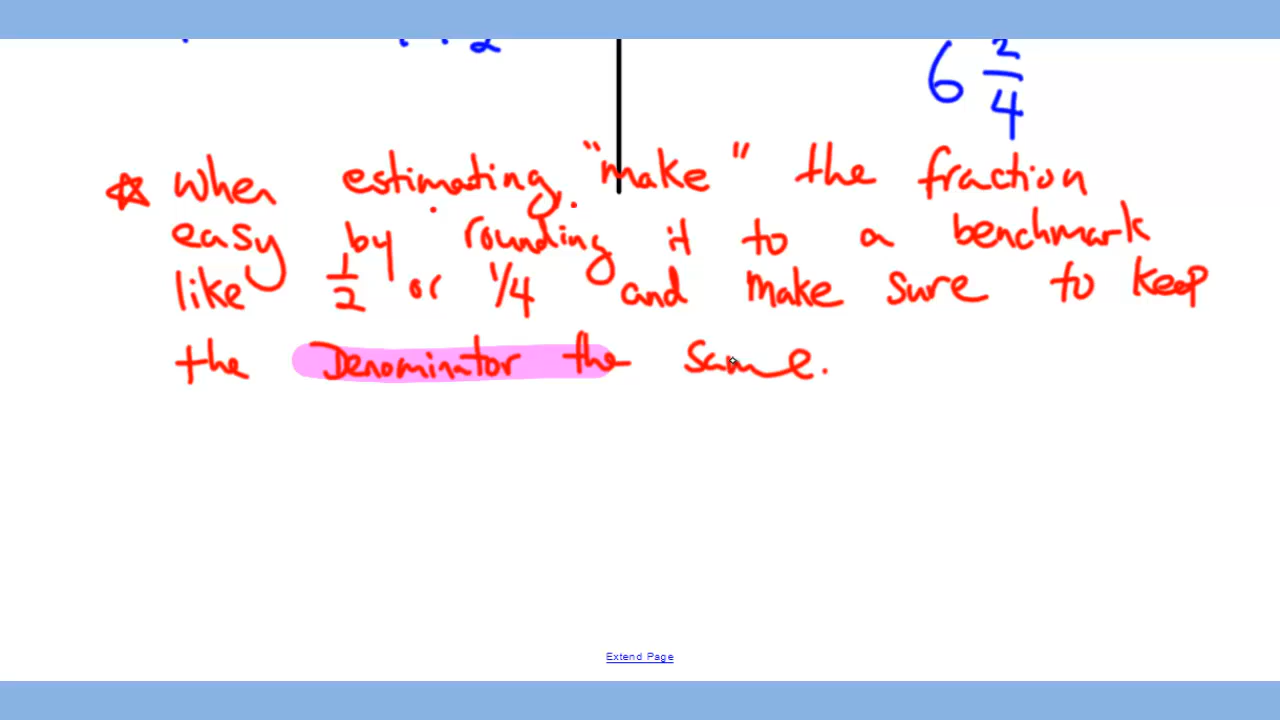 6 2/4
☆ When estimating, "make" the fraction
easy by rounding it to a benchmark
like 1/2 or 1/4 and make sure to keep
the Denominator the same.
Extend Page